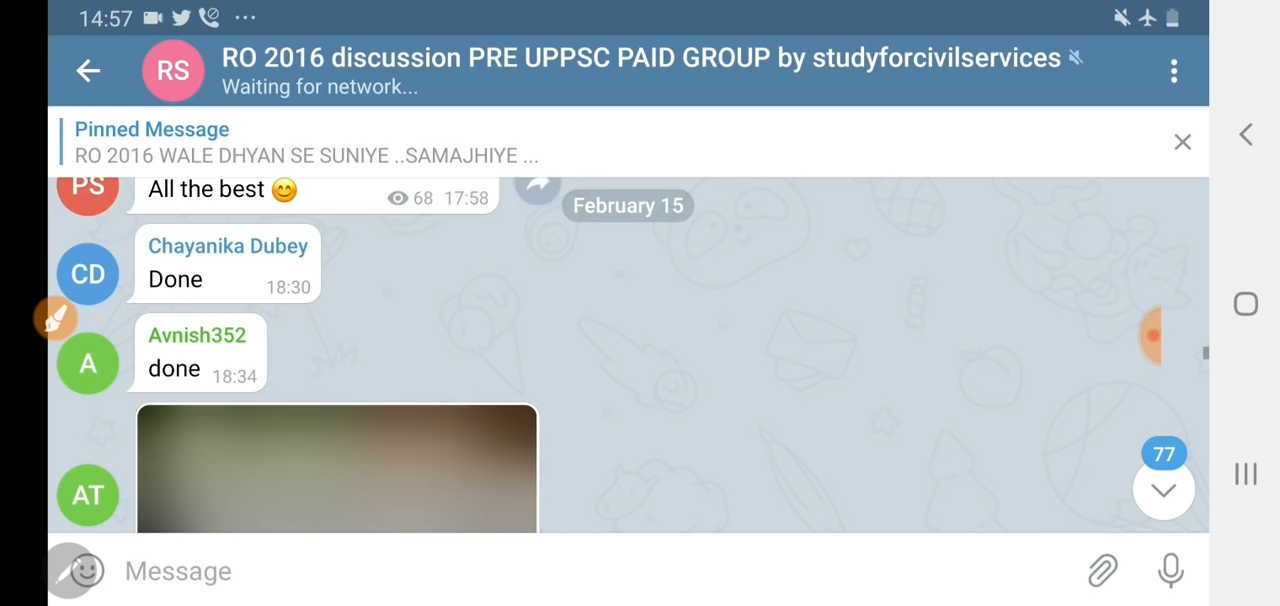 14:57
RS
RO 2016 discussion PRE UPPSC PAID GROUP by studyforcivilservices
Waiting for network...
Pinned Message
RO 2016 WALE DHYAN SE SUNIYE ..SAMAJHIYE ...
PS
All the best 😊 68 17:58
February 15
Chayanika Dubey
CD
Done 18:30
Avnish352
A
done 18:34
77
AT
Message